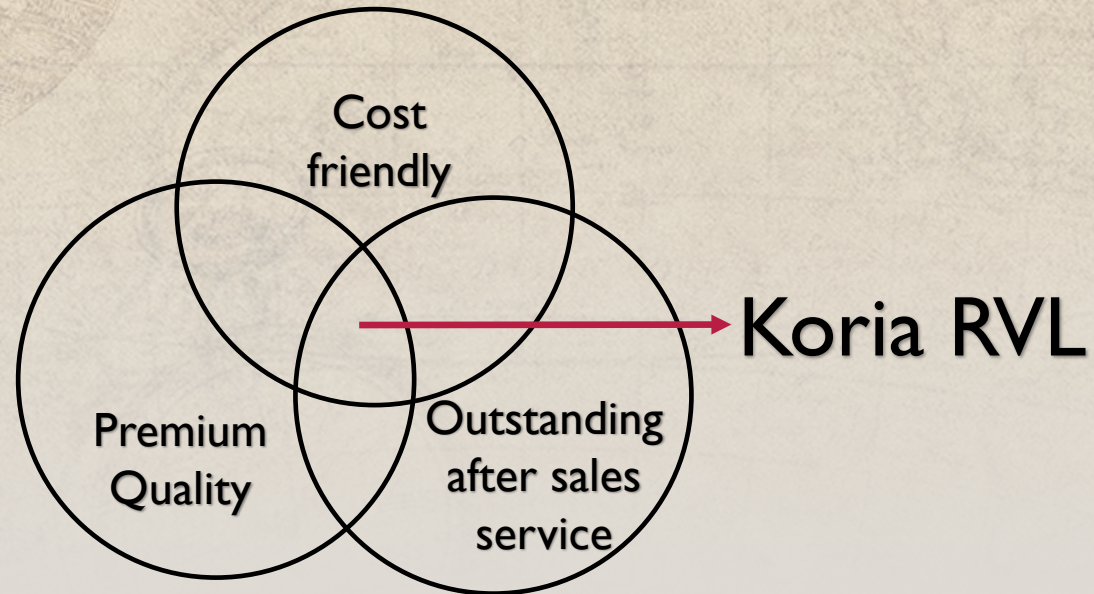 Cost
friendly
Koria RVL
Premium
Quality
Outstanding
after sales
service